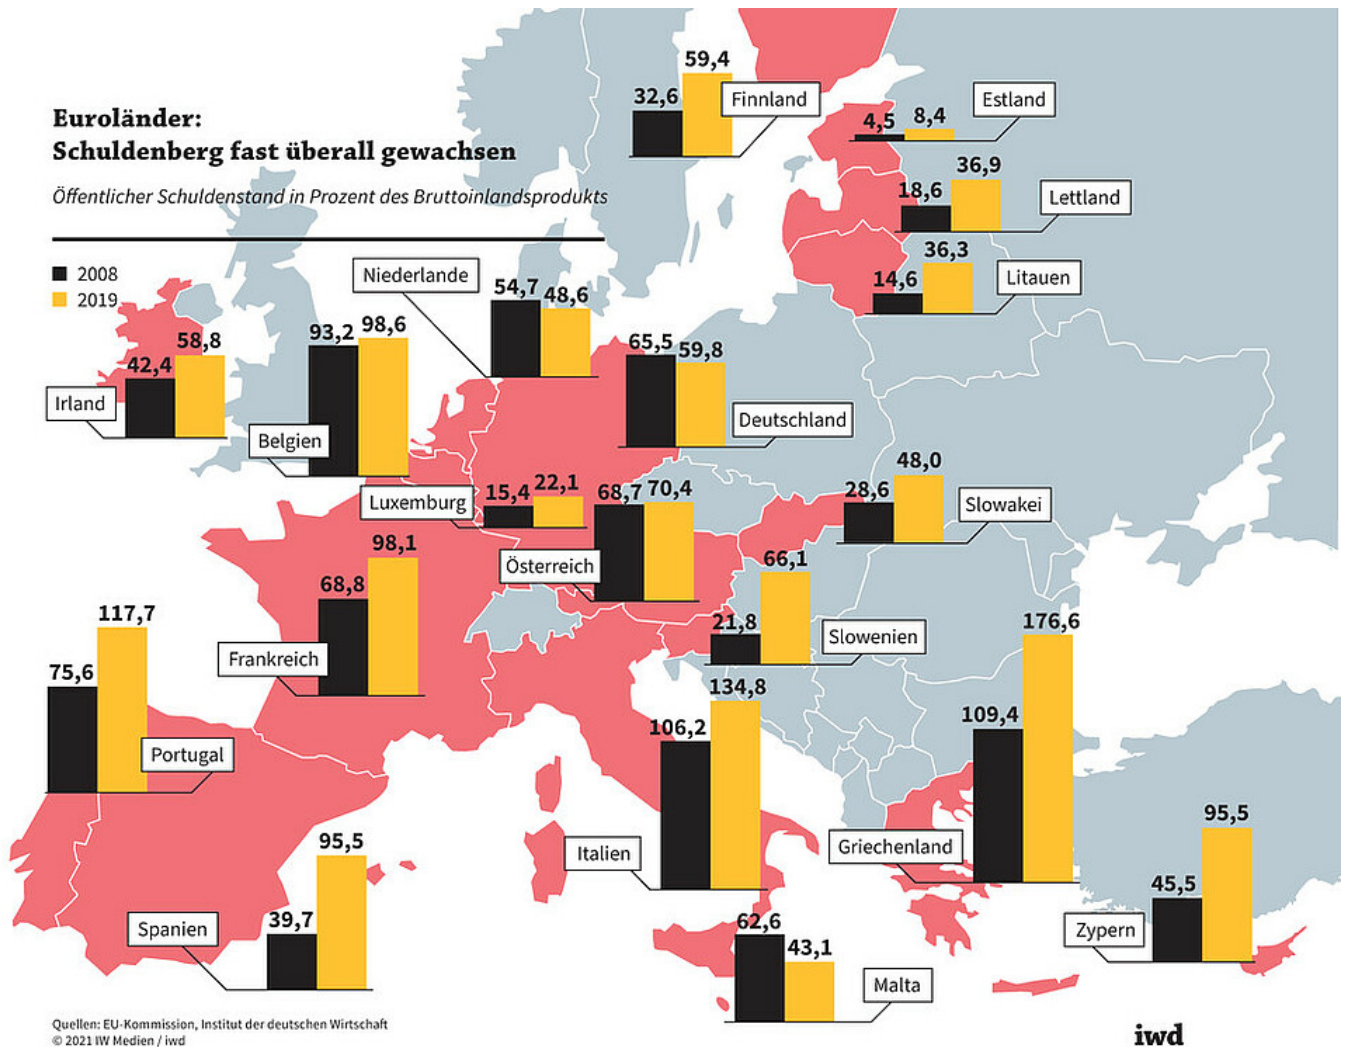 Euroländer:
Schuldenberg fast überall gewachsen
Öffentlicher Schuldenstand in Prozent des Bruttoinlandsprodukts
2008
2019
32,6
59,4
Finnland
4,5
8,4
Estland
18,6
36,9
Lettland
14,6
36,3
Litauen
Niederlande
54,7
48,6
Irland
42,4
58,8
Belgien
93,2
98,6
65,5
59,8
Deutschland
Luxemburg
15,4
22,1
Österreich
68,7
70,4
28,6
48,0
Slowakei
Frankreich
68,8
98,1
21,8
66,1
Slowenien
75,6
117,7
Portugal
Italien
106,2
134,8
Griechenland
109,4
176,6
Spanien
39,7
95,5
62,6
43,1
Malta
Zypern
45,5
95,5
Quellen: EU-Kommission, Institut der deutschen Wirtschaft
© 2021 IW Medien / iwd
iwd